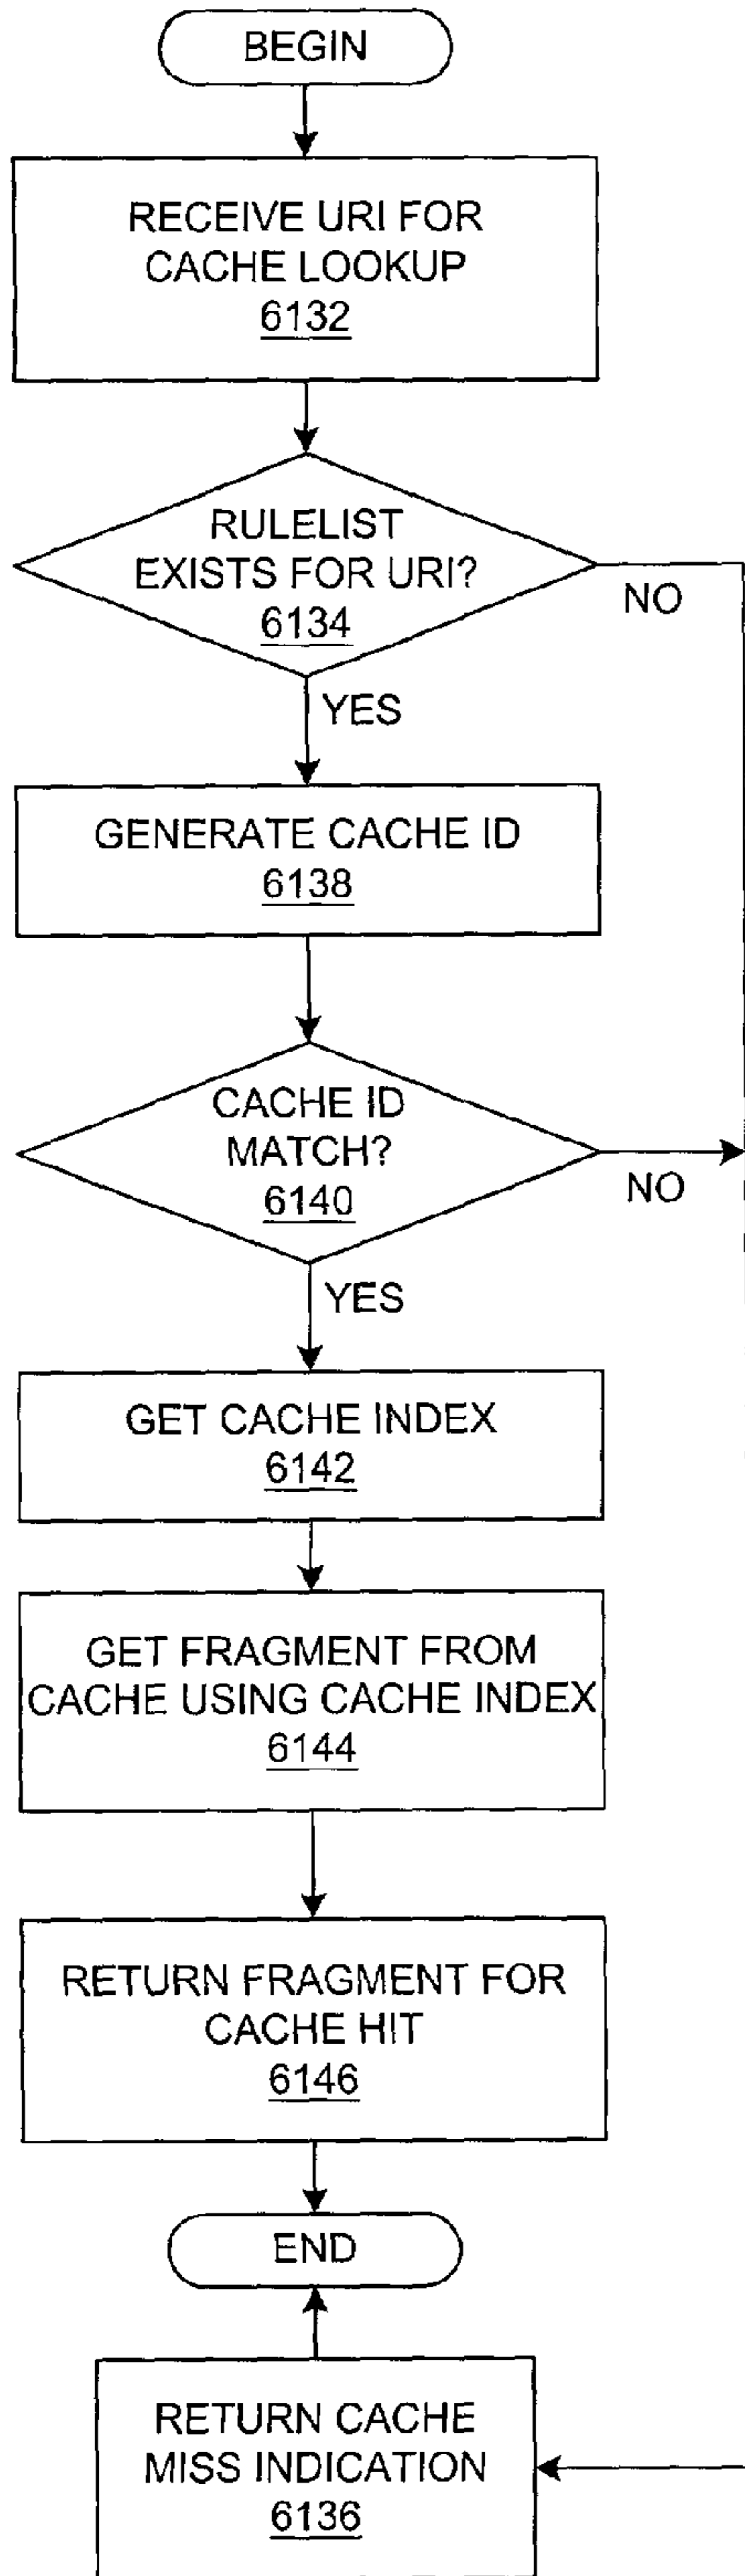 BEGIN
RECEIVE URI FOR
CACHE LOOKUP
6132
RULELIST
EXISTS FOR URI?
6134
NO
YES
GENERATE CACHE ID
6138
CACHE ID
MATCH?
6140
NO
YES
GET CACHE INDEX
6142
GET FRAGMENT FROM
CACHE USING CACHE INDEX
6144
RETURN FRAGMENT FOR
CACHE HIT
6146
END
RETURN CACHE
MISS INDICATION
6136